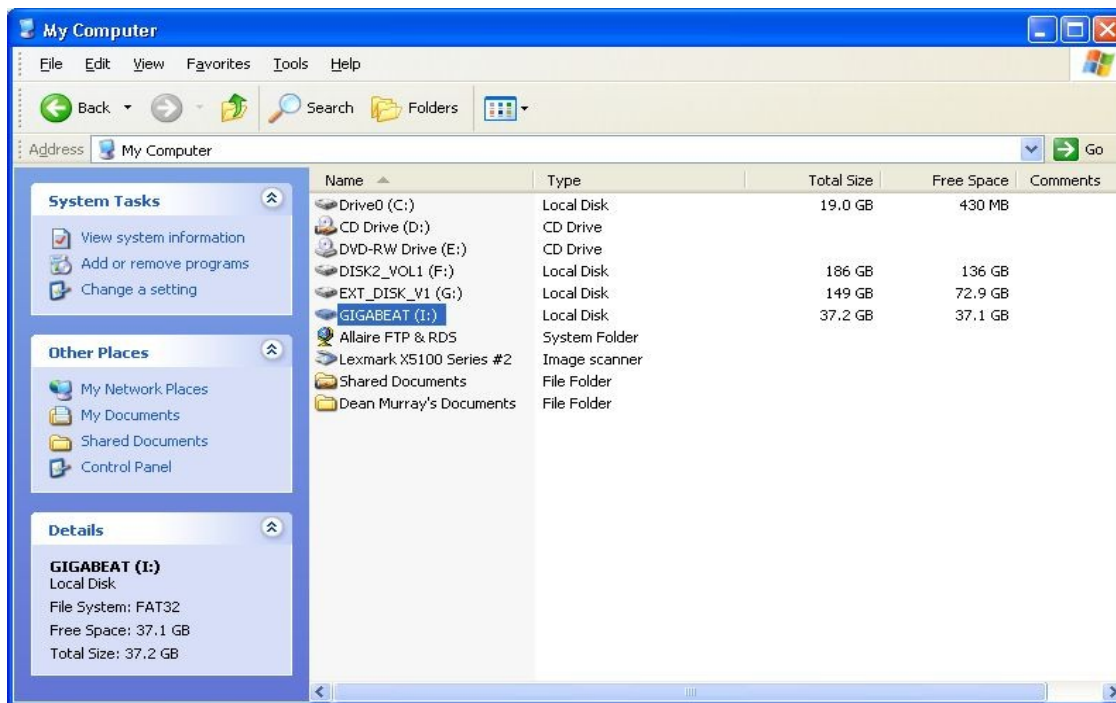 My Computer
File Edit View Favorites Tools Help
Back Search Folders
Address My Computer Go
System Tasks
View system information
Add or remove programs
Change a setting
Other Places
My Network Places
My Documents
Shared Documents
Control Panel
Details
GIGABEAT (I:)
Local Disk
File System: FAT32
Free Space: 37.1 GB
Total Size: 37.2 GB
Name Type Total Size Free Space Comments
Drive0 (C:) Local Disk 19.0 GB 430 MB
CD Drive (D:) CD Drive
DVD-RW Drive (E:) CD Drive
DISK2_VOL1 (F:) Local Disk 186 GB 136 GB
EXT_DISK_V1 (G:) Local Disk 149 GB 72.9 GB
GIGABEAT (I:) Local Disk 37.2 GB 37.1 GB
Allaire FTP & RDS System Folder
Lexmark X5100 Series #2 Image scanner
Shared Documents File Folder
Dean Murray's Documents File Folder